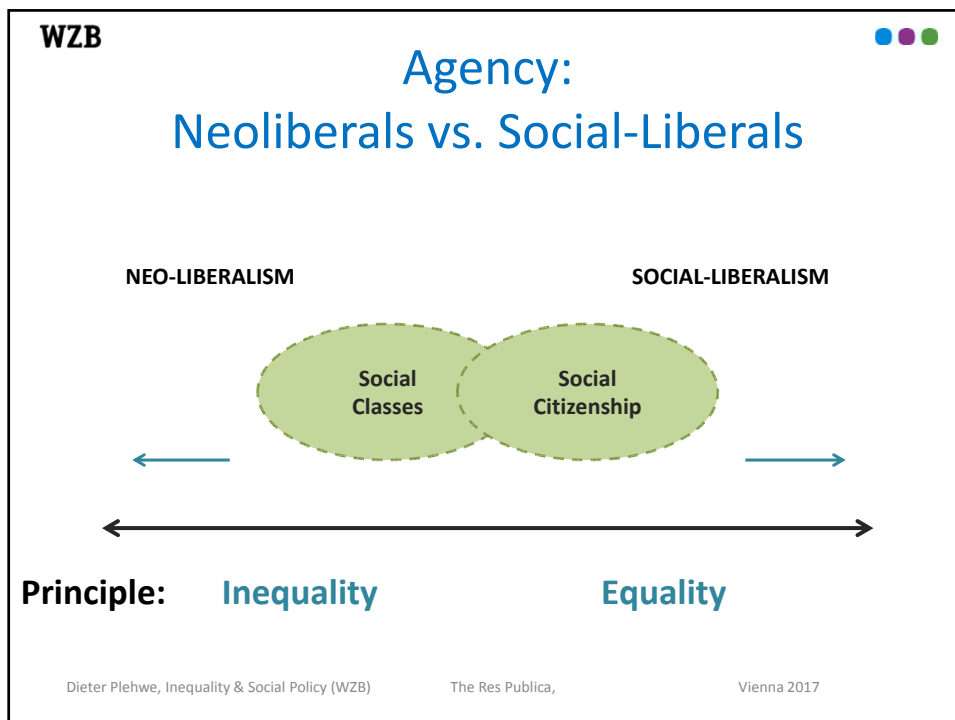 WZB
Agency:
Neoliberals vs. Social-Liberals
NEO-LIBERALISM
SOCIAL-LIBERALISM
Social
Classes
Social
Citizenship
Principle: Inequality Equality
Dieter Plehwe, Inequality & Social Policy (WZB) The Res Publica, Vienna 2017